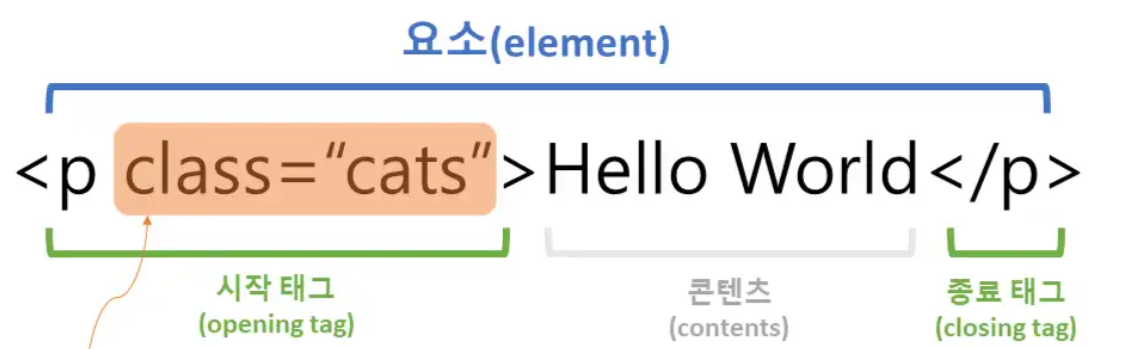 요소(element)
<p class=“cats”>Hello World</p>
시작 태그
(opening tag)
콘텐츠
(contents)
종료 태그
(closing tag)